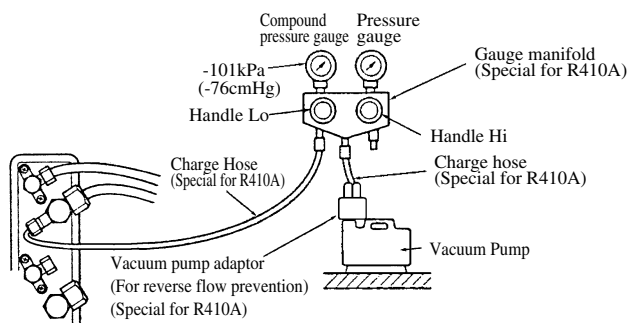 Compound
pressure gauge
Pressure
gauge
-101kPa
(-76cmHg)
Gauge manifold
(Special for R410A)
Handle Lo
Handle Hi
Charge Hose
(Special for R410A)
Charge hose
(Special for R410A)
Vacuum Pump
Vacuum pump adaptor
(For reverse flow prevention)
(Special for R410A)